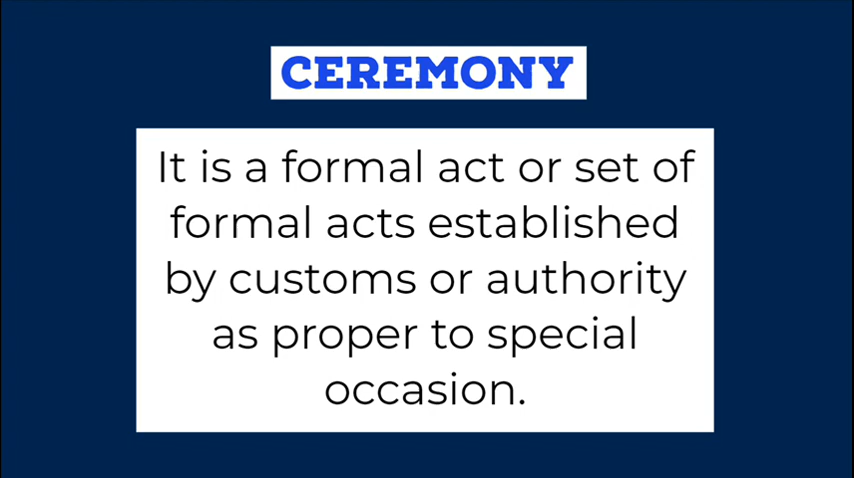 CEREMONY
It is a formal act or set of
formal acts established
by customs or authority
as proper to special
occasion.